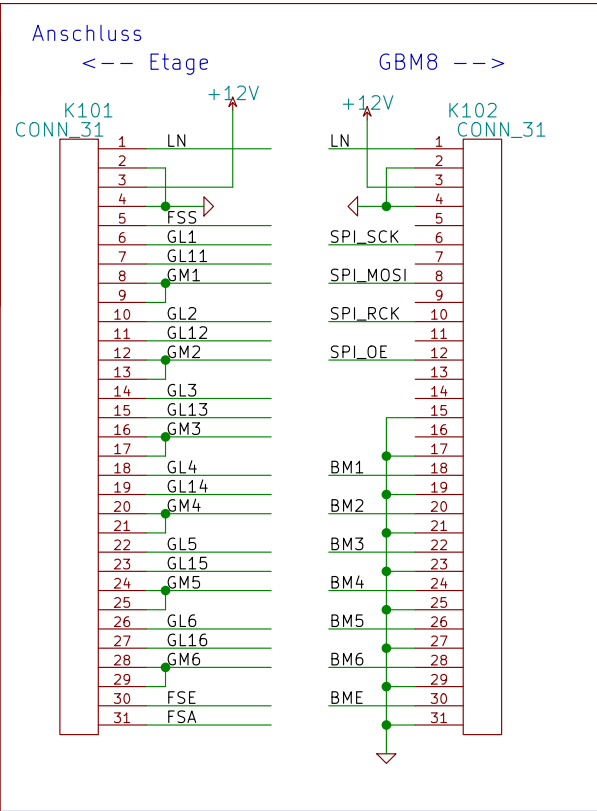 Anschluss
<-- Etage
GBM8 -->
+12V
+12V
K101
CONN_31
K102
CONN_31
1 LN
2
3
4
5 FSS
6 GL1
7 GL11
8 GM1
9
10 GL2
11 GL12
12 GM2
13
14 GL3
15 GL13
16 GM3
17
18 GL4
19 GL14
20 GM4
21
22 GL5
23 GL15
24 GM5
25
26 GL6
27 GL16
28 GM6
29
30 FSE
31 FSA
LN 1
2
3
4
5
SPI_SCK 6
7
SPI_MOSI 8
9
SPI_RCK 10
11
SPI_OE 12
13
14
15
16
17
BM1 18
19
BM2 20
21
BM3 22
23
BM4 24
25
BM5 26
27
BM6 28
29
BME 30
31